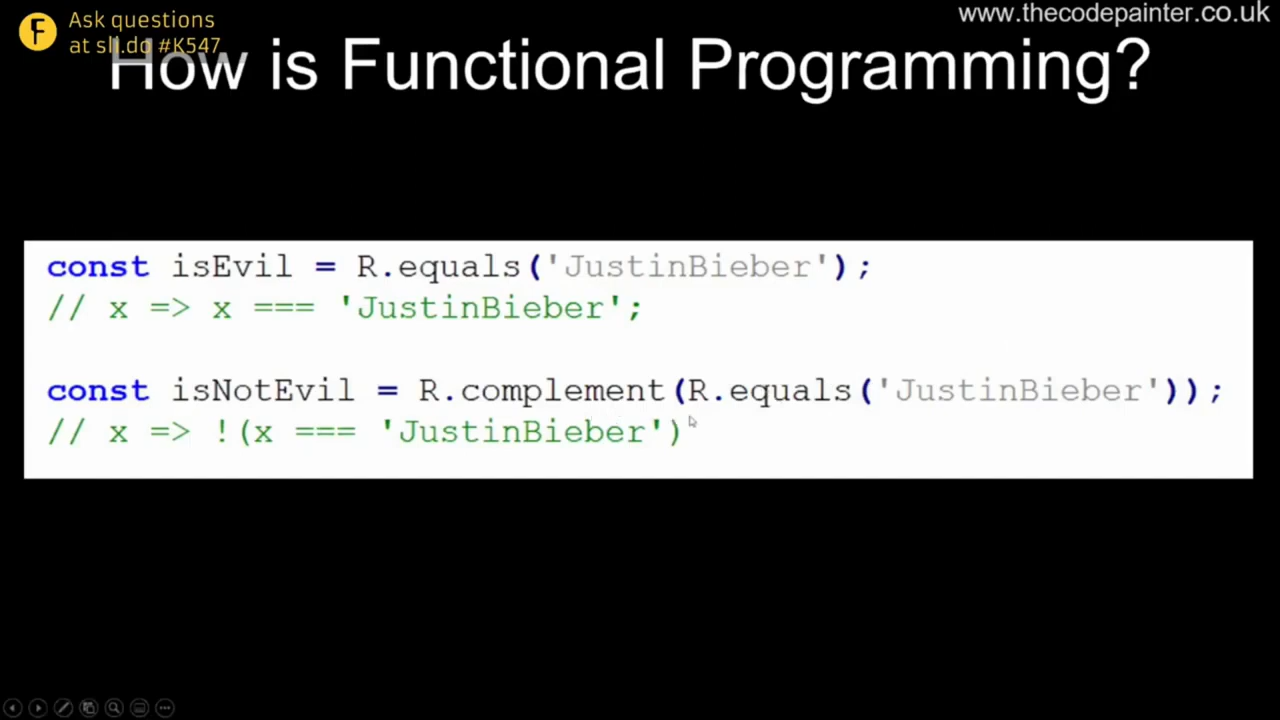 Ask questions
at sli.do #K547
www.thecodepainter.co.uk
How is Functional Programming?
const isEvil = R.equals('JustinBieber');
// x => x === 'JustinBieber';
const isNotEvil = R.complement(R.equals('JustinBieber'));
// x => !(x === 'JustinBieber')